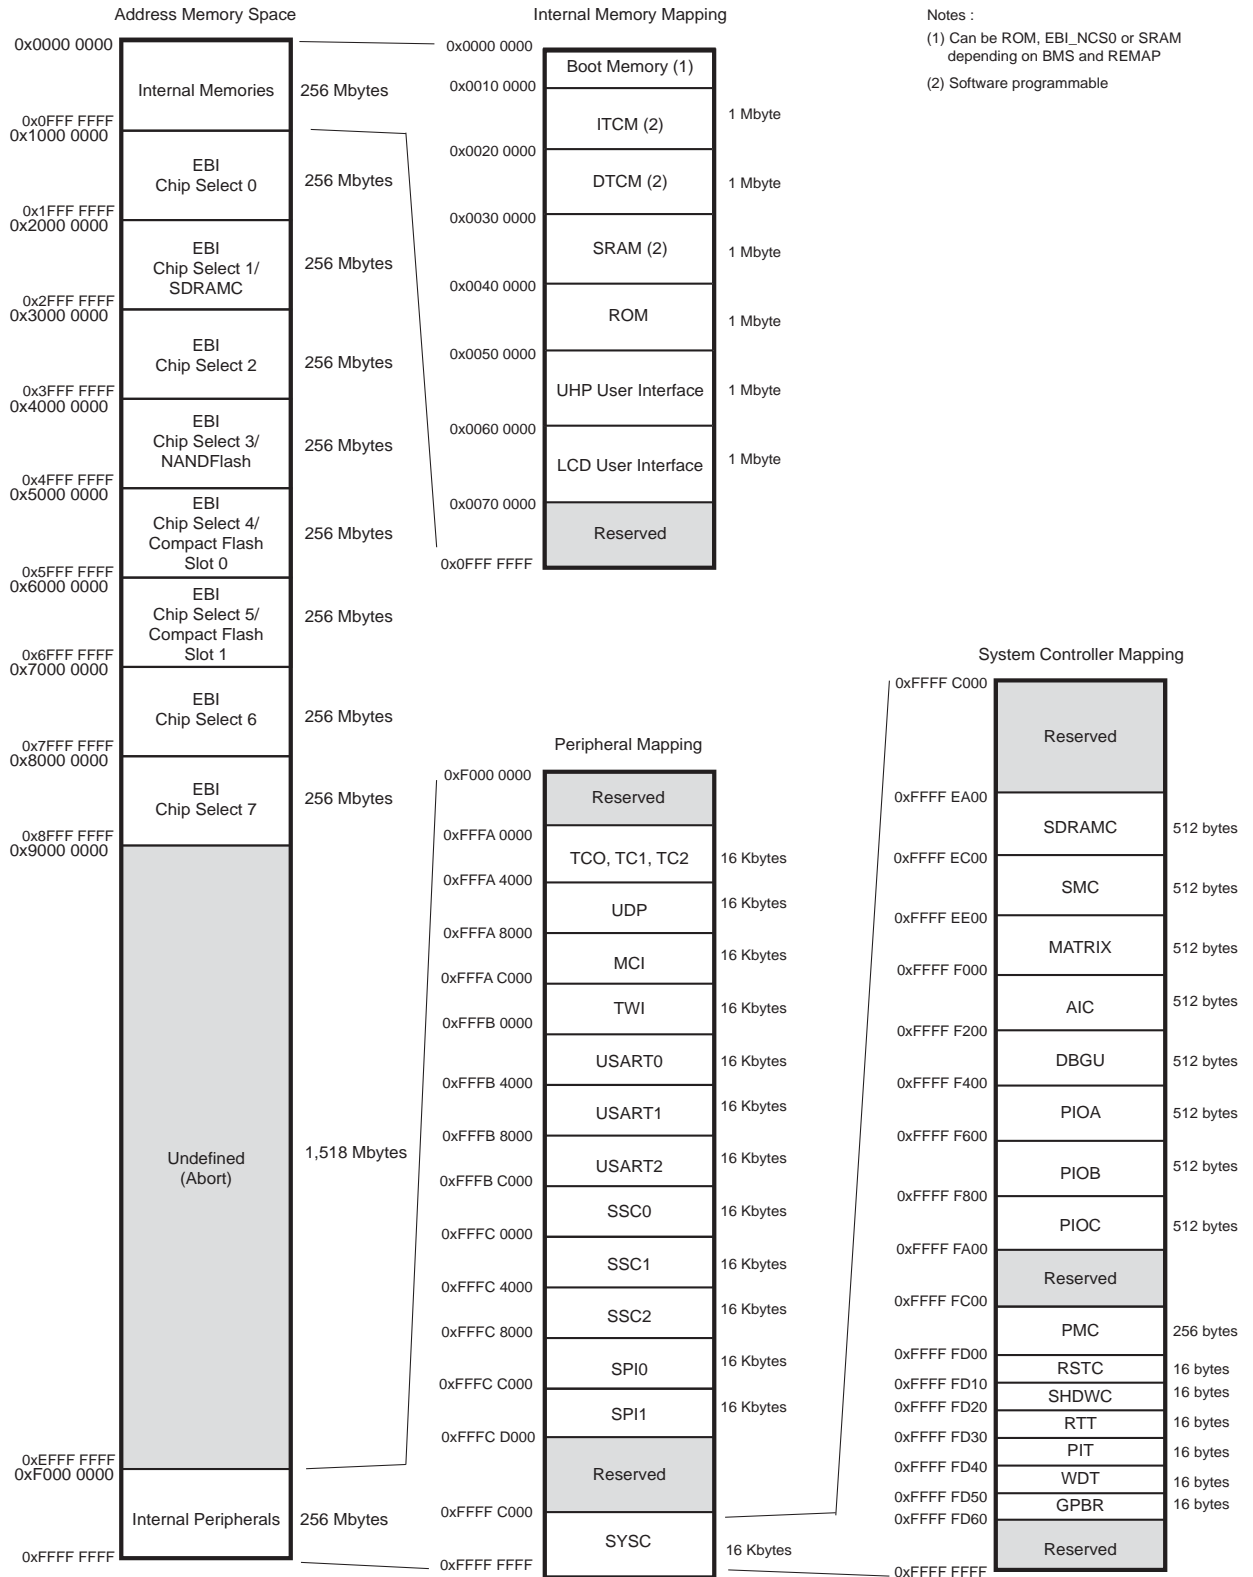 Address Memory Space
0x0000 0000
Internal Memories
256 Mbytes
0x0FFF FFFF
0x1000 0000
EBI
Chip Select 0
256 Mbytes
0x1FFF FFFF
0x2000 0000
EBI
Chip Select 1/
SDRAMC
256 Mbytes
0x2FFF FFFF
0x3000 0000
EBI
Chip Select 2
256 Mbytes
0x3FFF FFFF
0x4000 0000
EBI
Chip Select 3/
NANDFlash
256 Mbytes
0x4FFF FFFF
0x5000 0000
EBI
Chip Select 4/
Compact Flash
Slot 0
256 Mbytes
0x5FFF FFFF
0x6000 0000
EBI
Chip Select 5/
Compact Flash
Slot 1
256 Mbytes
0x6FFF FFFF
0x7000 0000
EBI
Chip Select 6
256 Mbytes
0x7FFF FFFF
0x8000 0000
EBI
Chip Select 7
256 Mbytes
0x8FFF FFFF
0x9000 0000
Undefined
(Abort)
1,518 Mbytes
0xEFFF FFFF
0xF000 0000
Internal Peripherals
256 Mbytes
0xFFFF FFFF
Internal Memory Mapping
0x0000 0000
Boot Memory (1)
0x0010 0000
ITCM (2)
1 Mbyte
0x0020 0000
DTCM (2)
1 Mbyte
0x0030 0000
SRAM (2)
1 Mbyte
0x0040 0000
ROM
1 Mbyte
0x0050 0000
UHP User Interface
1 Mbyte
0x0060 0000
LCD User Interface
1 Mbyte
0x0070 0000
Reserved
0x0FFF FFFF
Notes :
(1) Can be ROM, EBI_NCS0 or SRAM
depending on BMS and REMAP
(2) Software programmable
Peripheral Mapping
0xF000 0000
Reserved
0xFFFA 0000
TCO, TC1, TC2
16 Kbytes
0xFFFA 4000
UDP
16 Kbytes
0xFFFA 8000
MCI
16 Kbytes
0xFFFA C000
TWI
16 Kbytes
0xFFFB 0000
USART0
16 Kbytes
0xFFFB 4000
USART1
16 Kbytes
0xFFFB 8000
USART2
16 Kbytes
0xFFFB C000
SSC0
16 Kbytes
0xFFFC 0000
SSC1
16 Kbytes
0xFFFC 4000
SSC2
16 Kbytes
0xFFFC 8000
SPI0
16 Kbytes
0xFFFC C000
SPI1
16 Kbytes
0xFFFC D000
Reserved
0xFFFF C000
SYSC
16 Kbytes
0xFFFF FFFF
System Controller Mapping
0xFFFF C000
Reserved
0xFFFF EA00
SDRAMC
512 bytes
0xFFFF EC00
SMC
512 bytes
0xFFFF EE00
MATRIX
512 bytes
0xFFFF F000
AIC
512 bytes
0xFFFF F200
DBGU
512 bytes
0xFFFF F400
PIOA
512 bytes
0xFFFF F600
PIOB
512 bytes
0xFFFF F800
PIOC
512 bytes
0xFFFF FA00
Reserved
0xFFFF FC00
PMC
256 bytes
0xFFFF FD00
RSTC
16 bytes
0xFFFF FD10
SHDWC
16 bytes
0xFFFF FD20
RTT
16 bytes
0xFFFF FD30
PIT
16 bytes
0xFFFF FD40
WDT
16 bytes
0xFFFF FD50
GPBR
16 bytes
0xFFFF FD60
Reserved
0xFFFF FFFF